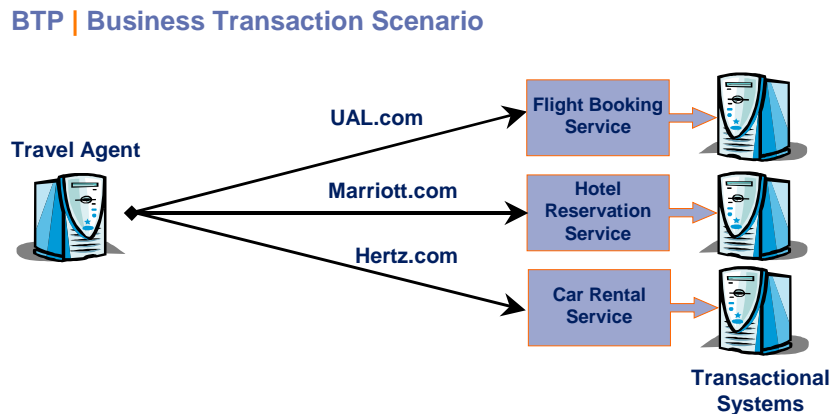 BTP | Business Transaction Scenario
UAL.com
Flight Booking
Service
Travel Agent
Marriott.com
Hotel
Reservation
Service
Hertz.com
Car Rental
Service
Transactional
Systems